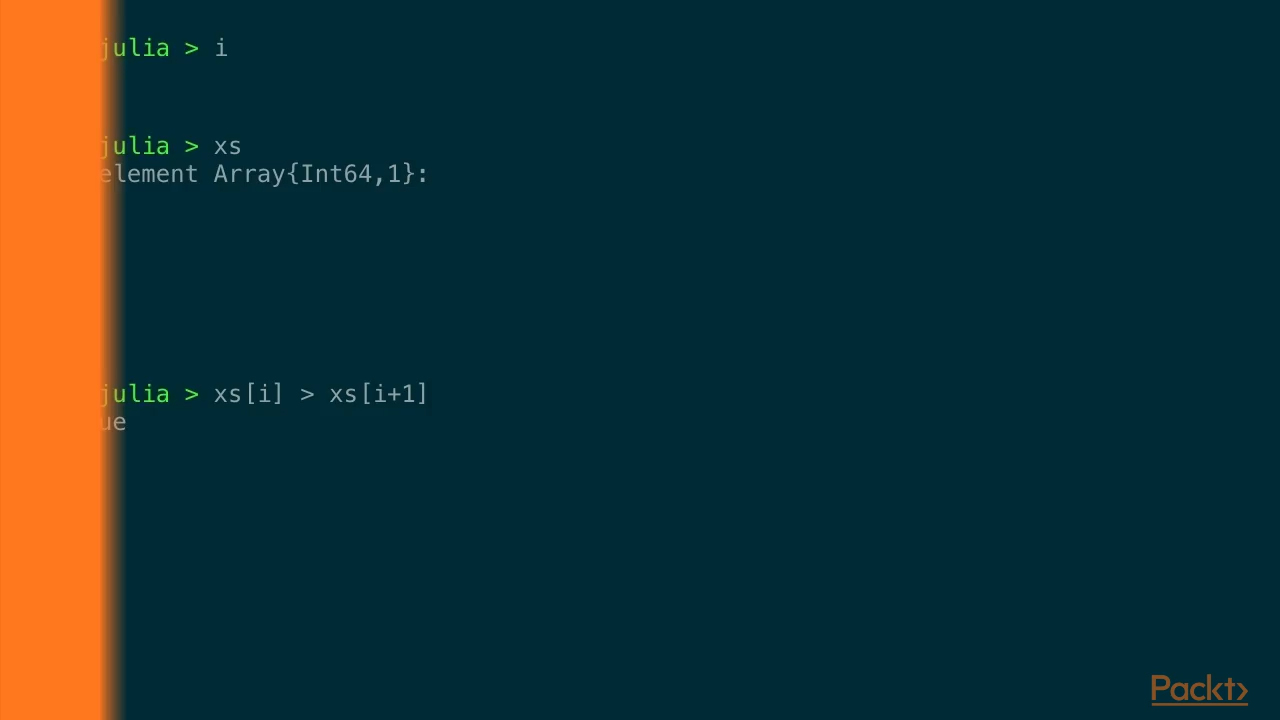 julia > i
julia > xs
element Array{Int64,1}:
julia > xs[i] > xs[i+1]
ue
Packt>